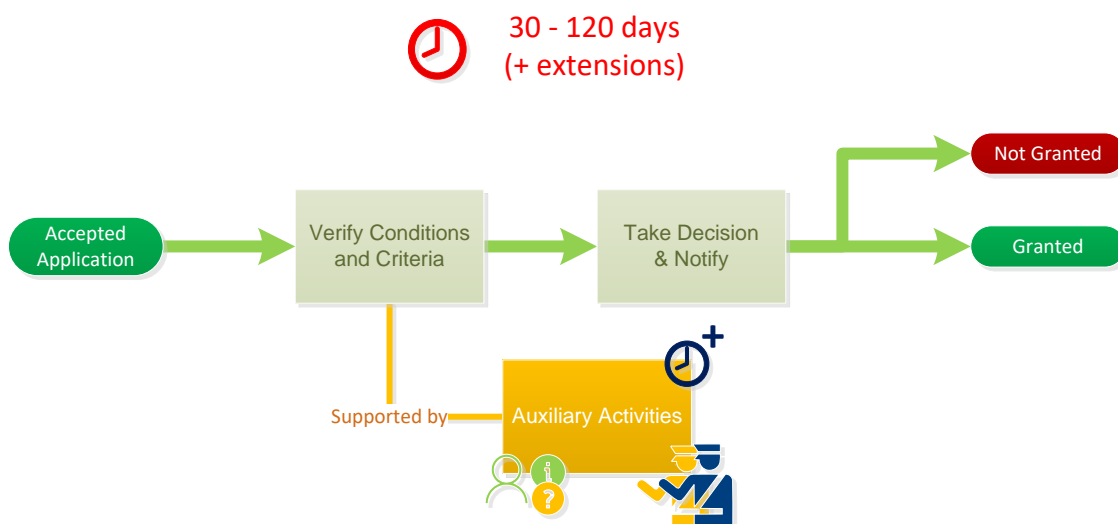 30 - 120 days
(+ extensions)
Not Granted
Accepted
Application
Verify Conditions
and Criteria
Take Decision
& Notify
Granted
Supported by
Auxiliary Activities
i
?